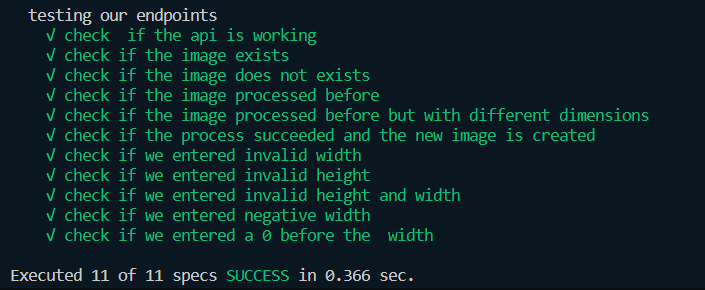 testing our endpoints
√ check  if the api is working
√ check if the image exists
√ check if the image does not exists
√ check if the image processed before
√ check if the image processed before but with different dimensions
√ check if the process succeeded and the new image is created
√ check if we entered invalid width
√ check if we entered invalid height
√ check if we entered invalid height and width
√ check if we entered negative width
√ check if we entered a 0 before the  width
Executed 11 of 11 specs SUCCESS in 0.366 sec.